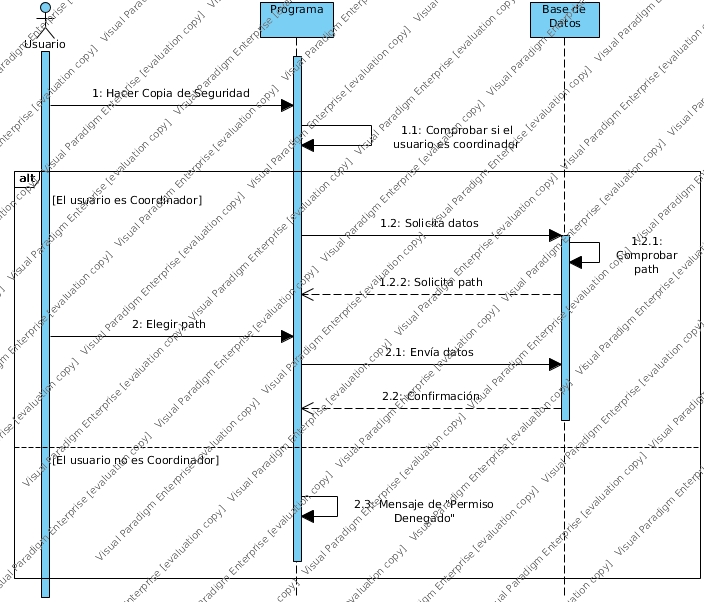 Programa
Base de
Datos
Usuario
1: Hacer Copia de Seguridad
1.1: Comprobar si el
usuario es coordinador
alt
[El usuario es Coordinador]
1.2: Solicita datos
1.2.1:
Comprobar
path
1.2.2: Solicita path
2: Elegir path
2.1: Envía datos
2.2: Confirmación
[El usuario no es Coordinador]
2.3: Mensaje de "Permiso
Denegado"
Visual Paradigm Enterprise [evaluation copy]